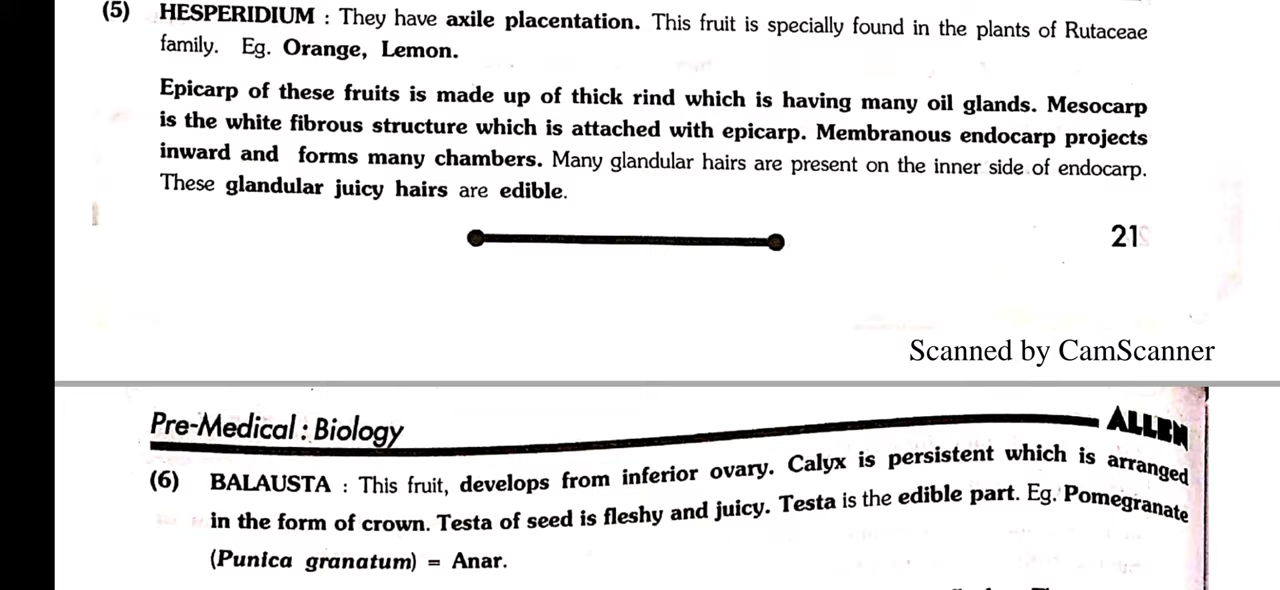 (5) HESPERIDIUM : They have axile placentation. This fruit is specially found in the plants of Rutaceae
family. Eg. Orange, Lemon.
Epicarp of these fruits is made up of thick rind which is having many oil glands. Mesocarp
is the white fibrous structure which is attached with epicarp. Membranous endocarp projects
inward and forms many chambers. Many glandular hairs are present on the inner side of endocarp.
These glandular juicy hairs are edible.
21
Scanned by CamScanner
Pre-Medical : Biology
ALLEN
(6) BALAUSTA : This fruit, develops from inferior ovary. Calyx is persistent which is arranged
in the form of crown. Testa of seed is fleshy and juicy. Testa is the edible part. Eg. Pomegranate
(Punica granatum) = Anar.